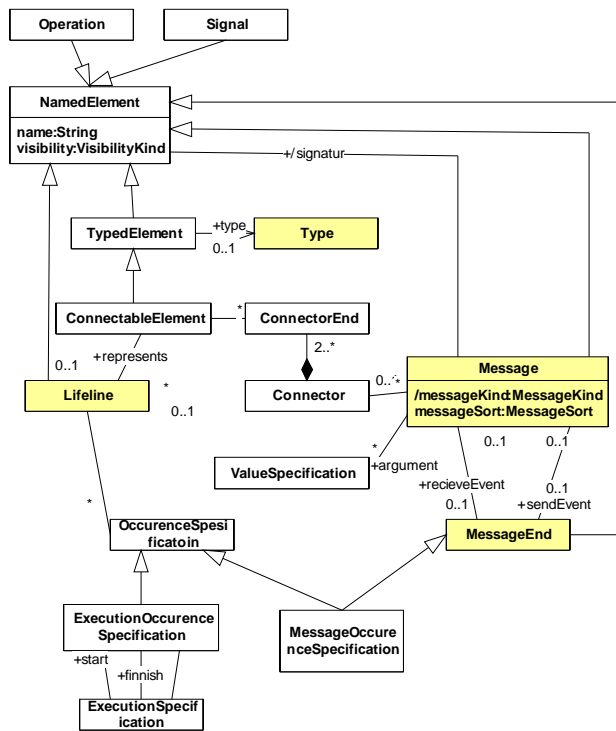 Operation
Signal
NamedElement
name:String
visibility:VisibilityKind
+/signatur
TypedElement
+type
0..1
Type
ConnectableElement
*
ConnectorEnd
2..*
+represents
0..1
Lifeline
*
0..1
Connector
0..*
*
Message
/messageKind:MessageKind
messageSort:MessageSort
ValueSpecification
*
+argument
0..1
0..1
+recieveEvent
0..1
0..1
+sendEvent
MessageEnd
*
OccurenceSpesi
ficatoin
ExecutionOccurence
Specification
MessageOccure
nceSpecification
+start
+finnish
ExecutionSpecif
ication